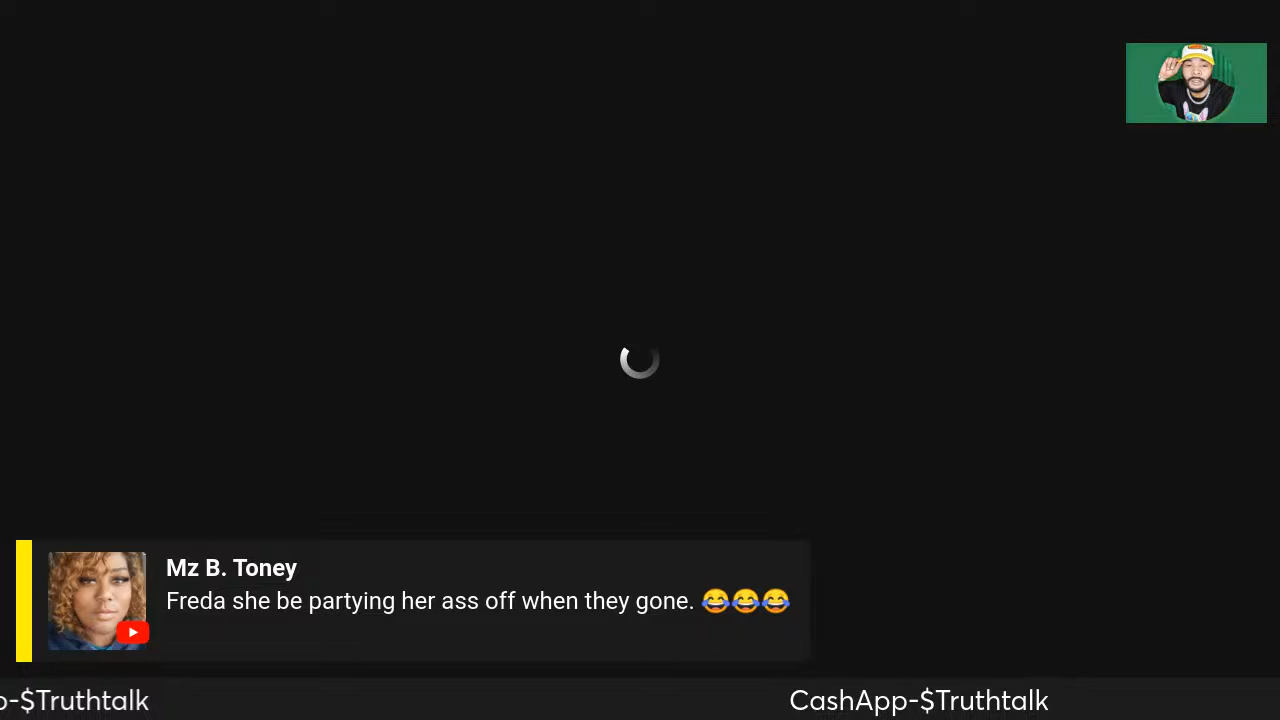 Mz B. Toney
Freda she be partying her ass off when they gone. 😂😂😂
-$Truthtalk
CashApp-$Truthtalk